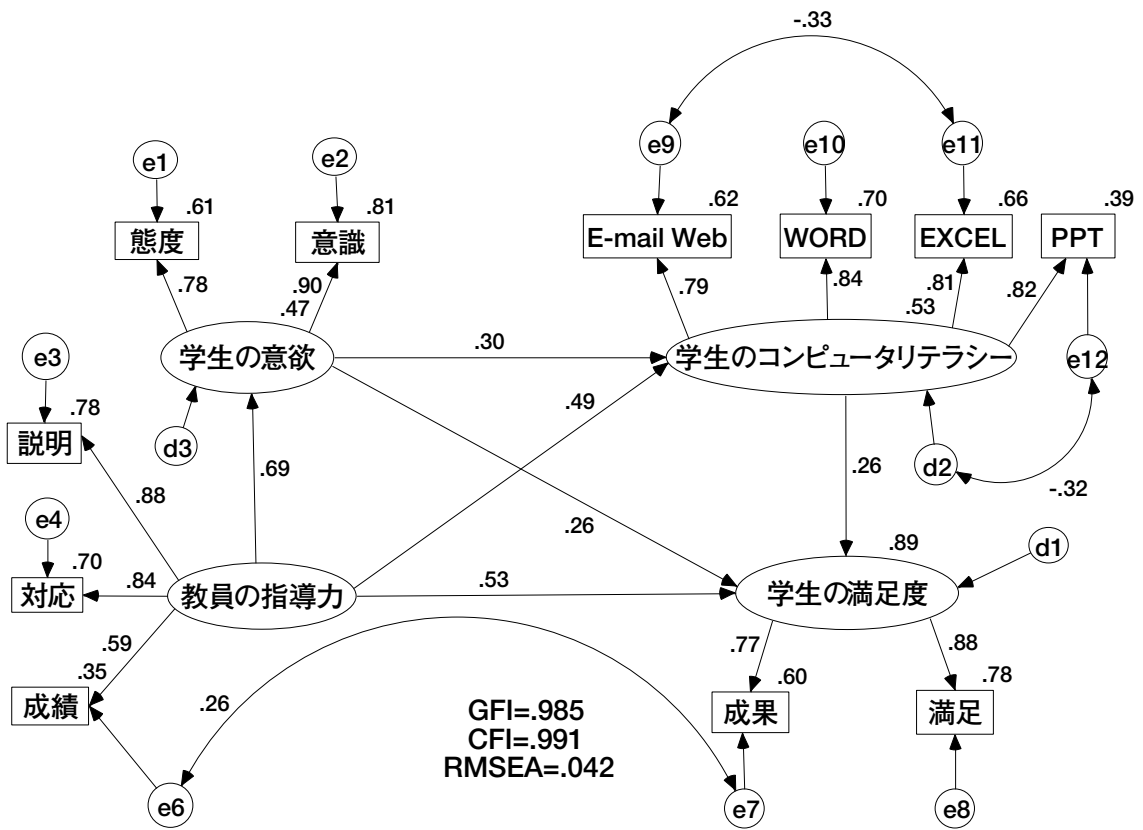 -.33
e1
e2
e9
e10
e11
.61
.81
.62
.70
.66
.39
態度
意識
E-mail Web
WORD
EXCEL
PPT
.78
.90
.47
.79
.84
.81
.53
.82
e3
学生の意欲
.30
学生のコンピュータリテラシー
e12
.78
説明
d3
.49
d2
.69
.26
-.32
.88
e4
.26
.70
.89
d1
対応
.84
教員の指導力
.53
学生の満足度
.59
.35
.77
.88
成績
.26
.60
.78
GFI=.985
CFI=.991
RMSEA=.042
成果
満足
e6
e7
e8